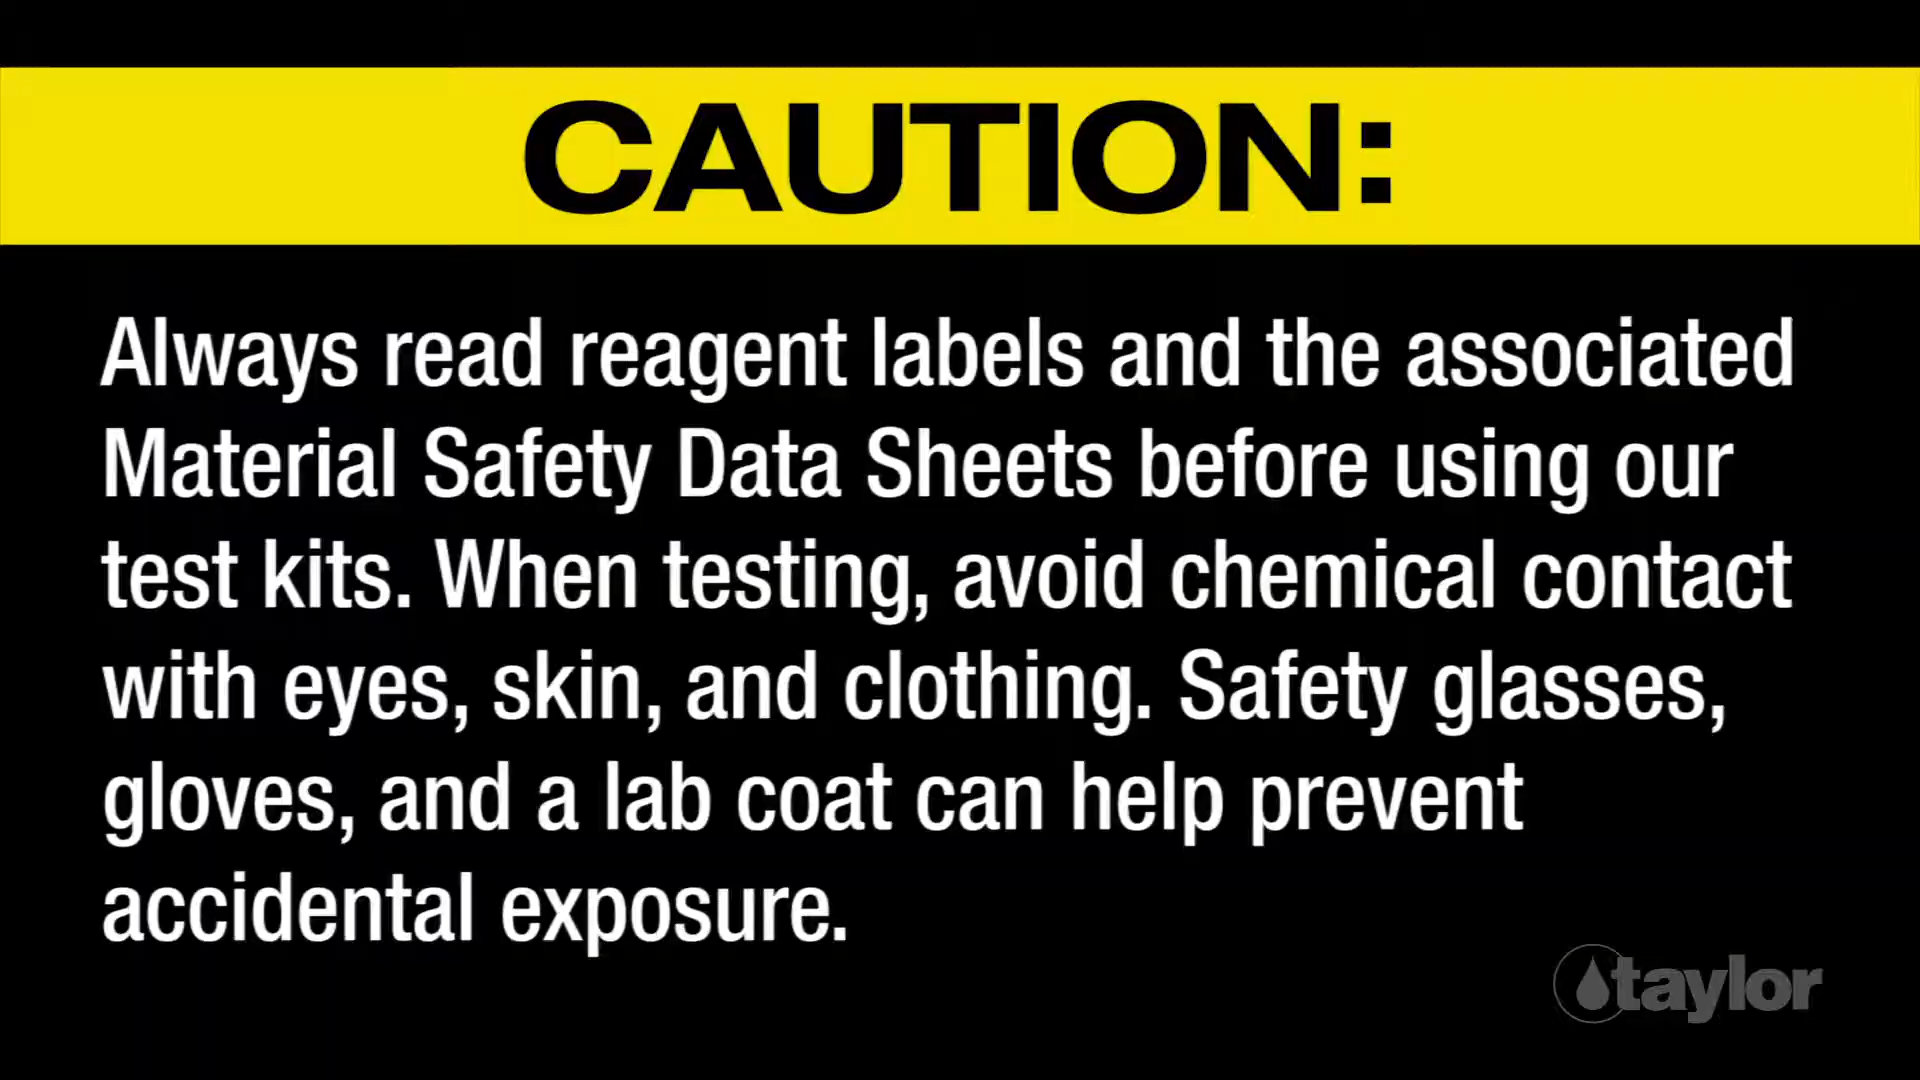 CAUTION:
Always read reagent labels and the associated
Material Safety Data Sheets before using our
test kits. When testing, avoid chemical contact
with eyes, skin, and clothing. Safety glasses,
gloves, and a lab coat can help prevent
accidental exposure.
taylor